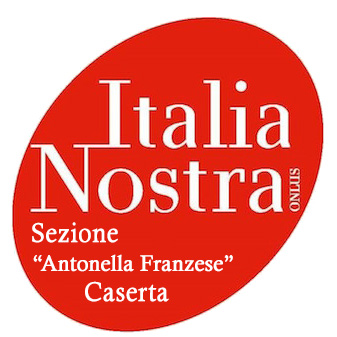 Italia
Nostra
ONLUS
Sezione
“Antonella Franzese”
Caserta